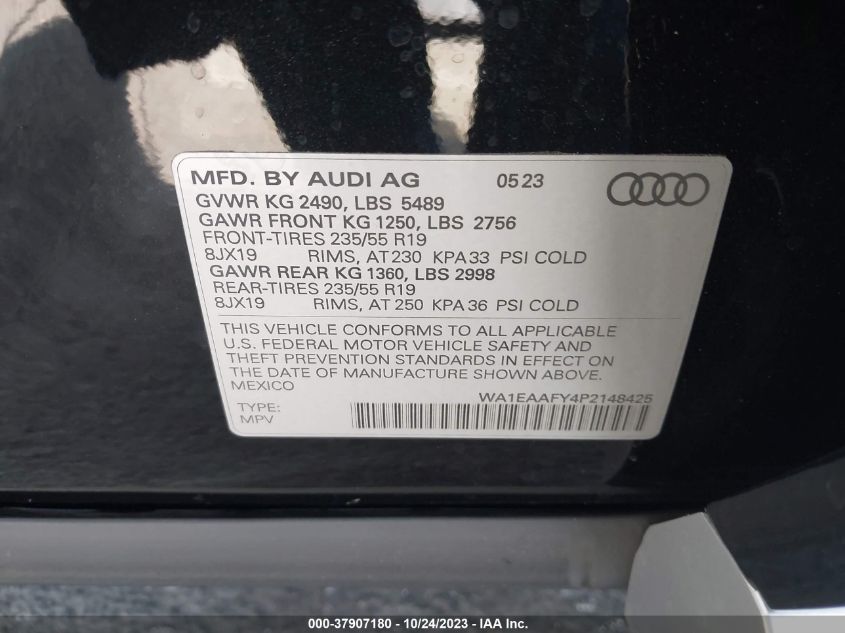 MFD. BY AUDI AG 0523
GVWR KG 2490, LBS 5489
GAWR FRONT KG 1250, LBS 2756
FRONT-TIRES 235/55 R19
8JX19 RIMS, AT 230 KPA 33 PSI COLD
GAWR REAR KG 1360, LBS 2998
REAR-TIRES 235/55 R19
8JX19 RIMS, AT 250 KPA 36 PSI COLD
THIS VEHICLE CONFORMS TO ALL APPLICABLE
U.S. FEDERAL MOTOR VEHICLE SAFETY AND
THEFT PREVENTION STANDARDS IN EFFECT ON
THE DATE OF MANUFACTURE SHOWN ABOVE.
MEXICO
WA1EAAFY4P2148425
TYPE:
MPV
000-37907180 - 10/24/2023 - IAA Inc.